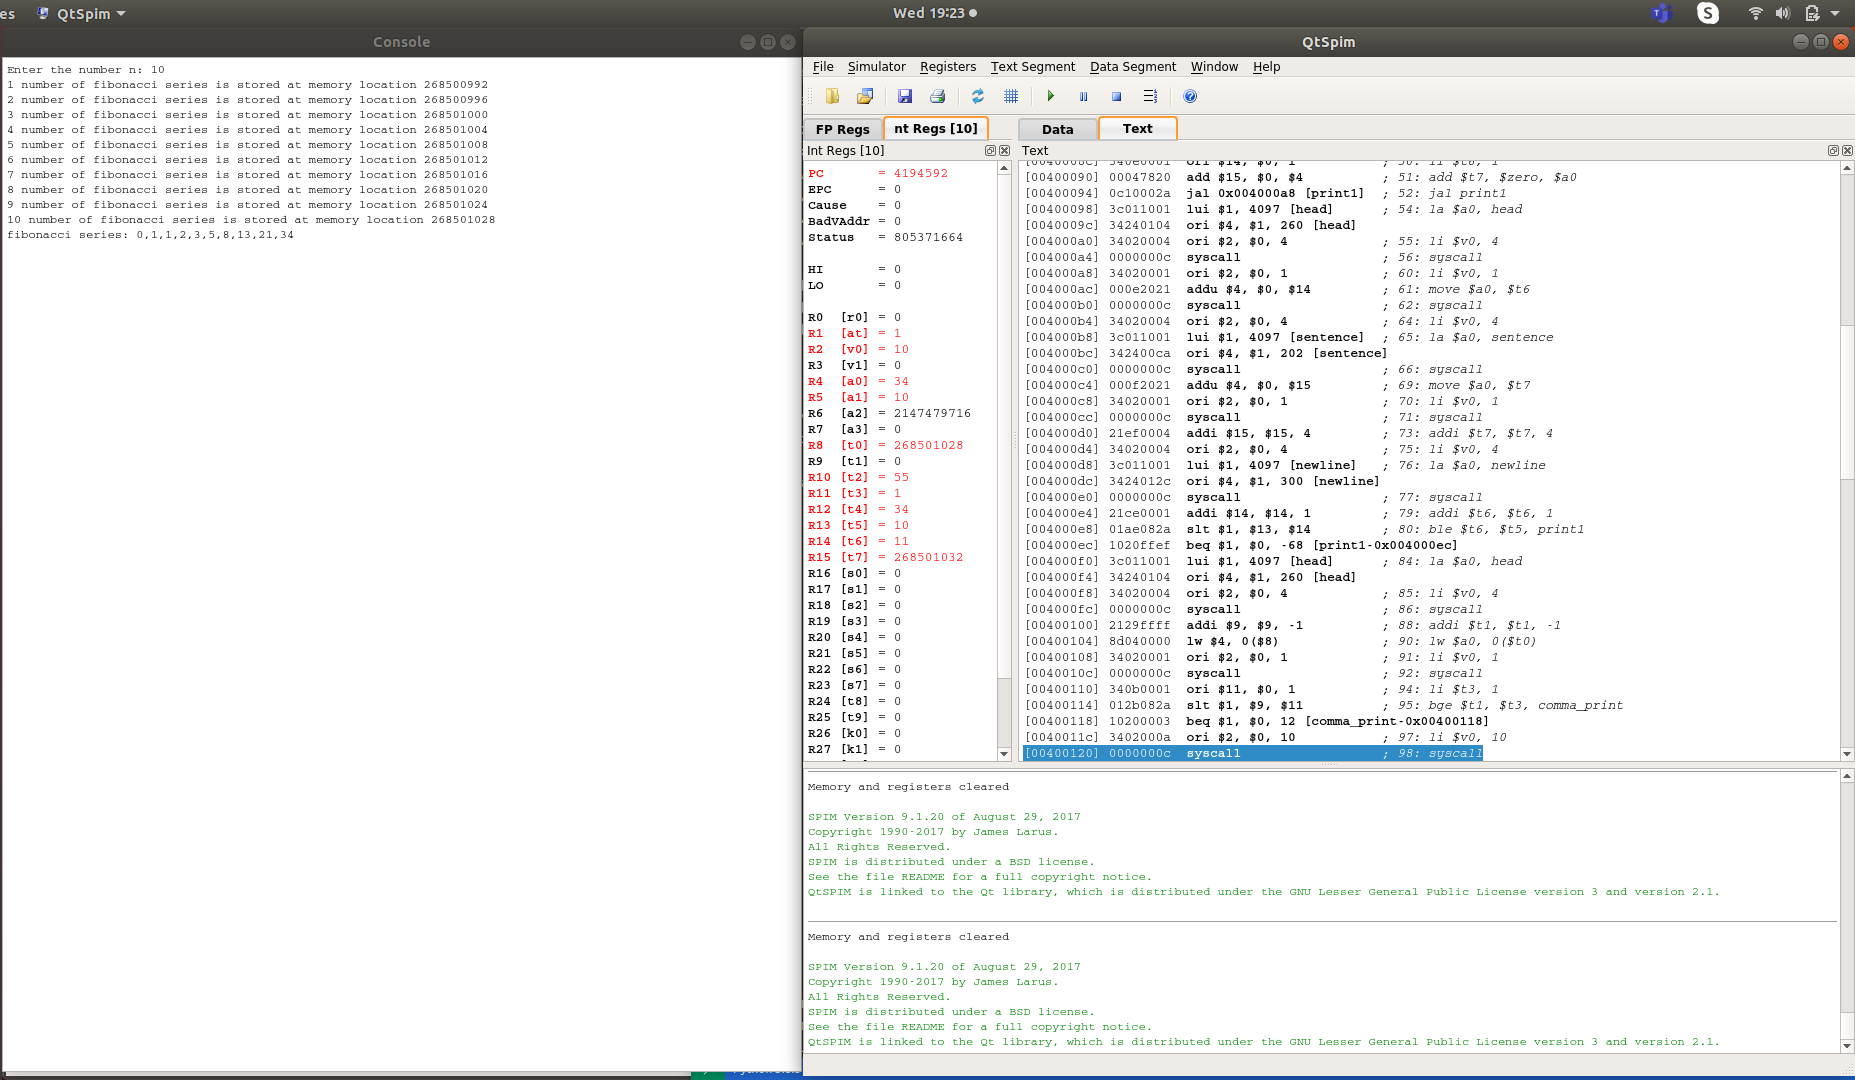 es QtSpim Wed 19:23
Console
Enter the number n: 10
1 number of fibonacci series is stored at memory location 268500992
2 number of fibonacci series is stored at memory location 268500996
3 number of fibonacci series is stored at memory location 268501000
4 number of fibonacci series is stored at memory location 268501004
5 number of fibonacci series is stored at memory location 268501008
6 number of fibonacci series is stored at memory location 268501012
7 number of fibonacci series is stored at memory location 268501016
8 number of fibonacci series is stored at memory location 268501020
9 number of fibonacci series is stored at memory location 268501024
10 number of fibonacci series is stored at memory location 268501028
fibonacci series: 0,1,1,2,3,5,8,13,21,34
QtSpim
File Simulator Registers Text Segment Data Segment Window Help
FP Regs nt Regs [10] Data Text
Int Regs [10]
PC = 4194592
EPC = 0
Cause = 0
BadVAddr = 0
Status = 805371664
HI = 0
LO = 0
R0 [r0] = 0
R1 [at] = 1
R2 [v0] = 10
R3 [v1] = 0
R4 [a0] = 34
R5 [a1] = 10
R6 [a2] = 2147479716
R7 [a3] = 0
R8 [t0] = 268501028
R9 [t1] = 0
R10 [t2] = 55
R11 [t3] = 1
R12 [t4] = 34
R13 [t5] = 10
R14 [t6] = 11
R15 [t7] = 268501032
R16 [s0] = 0
R17 [s1] = 0
R18 [s2] = 0
R19 [s3] = 0
R20 [s4] = 0
R21 [s5] = 0
R22 [s6] = 0
R23 [s7] = 0
R24 [t8] = 0
R25 [t9] = 0
R26 [k0] = 0
R27 [k1] = 0
Text
[0040008c] 340e0001 ori $14, $0, 1 ; 50: li $t6, 1
[00400090] 00047820 add $15, $0, $4 ; 51: add $t7, $zero, $a0
[00400094] 0c10002a jal 0x004000a8 [print1] ; 52: jal print1
[00400098] 3c011001 lui $1, 4097 [head] ; 54: la $a0, head
[0040009c] 34240104 ori $4, $1, 260 [head]
[004000a0] 34020004 ori $2, $0, 4 ; 55: li $v0, 4
[004000a4] 0000000c syscall ; 56: syscall
[004000a8] 34020001 ori $2, $0, 1 ; 60: li $v0, 1
[004000ac] 000e2021 addu $4, $0, $14 ; 61: move $a0, $t6
[004000b0] 0000000c syscall ; 62: syscall
[004000b4] 34020004 ori $2, $0, 4 ; 64: li $v0, 4
[004000b8] 3c011001 lui $1, 4097 [sentence] ; 65: la $a0, sentence
[004000bc] 342400ca ori $4, $1, 202 [sentence]
[004000c0] 0000000c syscall ; 66: syscall
[004000c4] 000f2021 addu $4, $0, $15 ; 69: move $a0, $t7
[004000c8] 34020001 ori $2, $0, 1 ; 70: li $v0, 1
[004000cc] 0000000c syscall ; 71: syscall
[004000d0] 21ef0004 addi $15, $15, 4 ; 73: addi $t7, $t7, 4
[004000d4] 34020004 ori $2, $0, 4 ; 75: li $v0, 4
[004000d8] 3c011001 lui $1, 4097 [newline] ; 76: la $a0, newline
[004000dc] 3424012c ori $4, $1, 300 [newline]
[004000e0] 0000000c syscall ; 77: syscall
[004000e4] 21ce0001 addi $14, $14, 1 ; 79: addi $t6, $t6, 1
[004000e8] 01ae082a slt $1, $13, $14 ; 80: ble $t6, $t5, print1
[004000ec] 1020ffef beq $1, $0, -68 [print1-0x004000ec]
[004000f0] 3c011001 lui $1, 4097 [head] ; 84: la $a0, head
[004000f4] 34240104 ori $4, $1, 260 [head]
[004000f8] 34020004 ori $2, $0, 4 ; 85: li $v0, 4
[004000fc] 0000000c syscall ; 86: syscall
[00400100] 2129ffff addi $9, $9, -1 ; 88: addi $t1, $t1, -1
[00400104] 8d040000 lw $4, 0($8) ; 90: lw $a0, 0($t0)
[00400108] 34020001 ori $2, $0, 1 ; 91: li $v0, 1
[0040010c] 0000000c syscall ; 92: syscall
[00400110] 340b0001 ori $11, $0, 1 ; 94: li $t3, 1
[00400114] 012b082a slt $1, $9, $11 ; 95: bge $t1, $t3, comma_print
[00400118] 10200003 beq $1, $0, 12 [comma_print-0x00400118]
[0040011c] 3402000a ori $2, $0, 10 ; 97: li $v0, 10
[00400120] 0000000c syscall ; 98: syscall
Memory and registers cleared
SPIM Version 9.1.20 of August 29, 2017
Copyright 1990-2017 by James Larus.
All Rights Reserved.
SPIM is distributed under a BSD license.
See the file README for a full copyright notice.
QtSPIM is linked to the Qt library, which is distributed under the GNU Lesser General Public License version 3 and version 2.1.
Memory and registers cleared
SPIM Version 9.1.20 of August 29, 2017
Copyright 1990-2017 by James Larus.
All Rights Reserved.
SPIM is distributed under a BSD license.
See the file README for a full copyright notice.
QtSPIM is linked to the Qt library, which is distributed under the GNU Lesser General Public License version 3 and version 2.1.